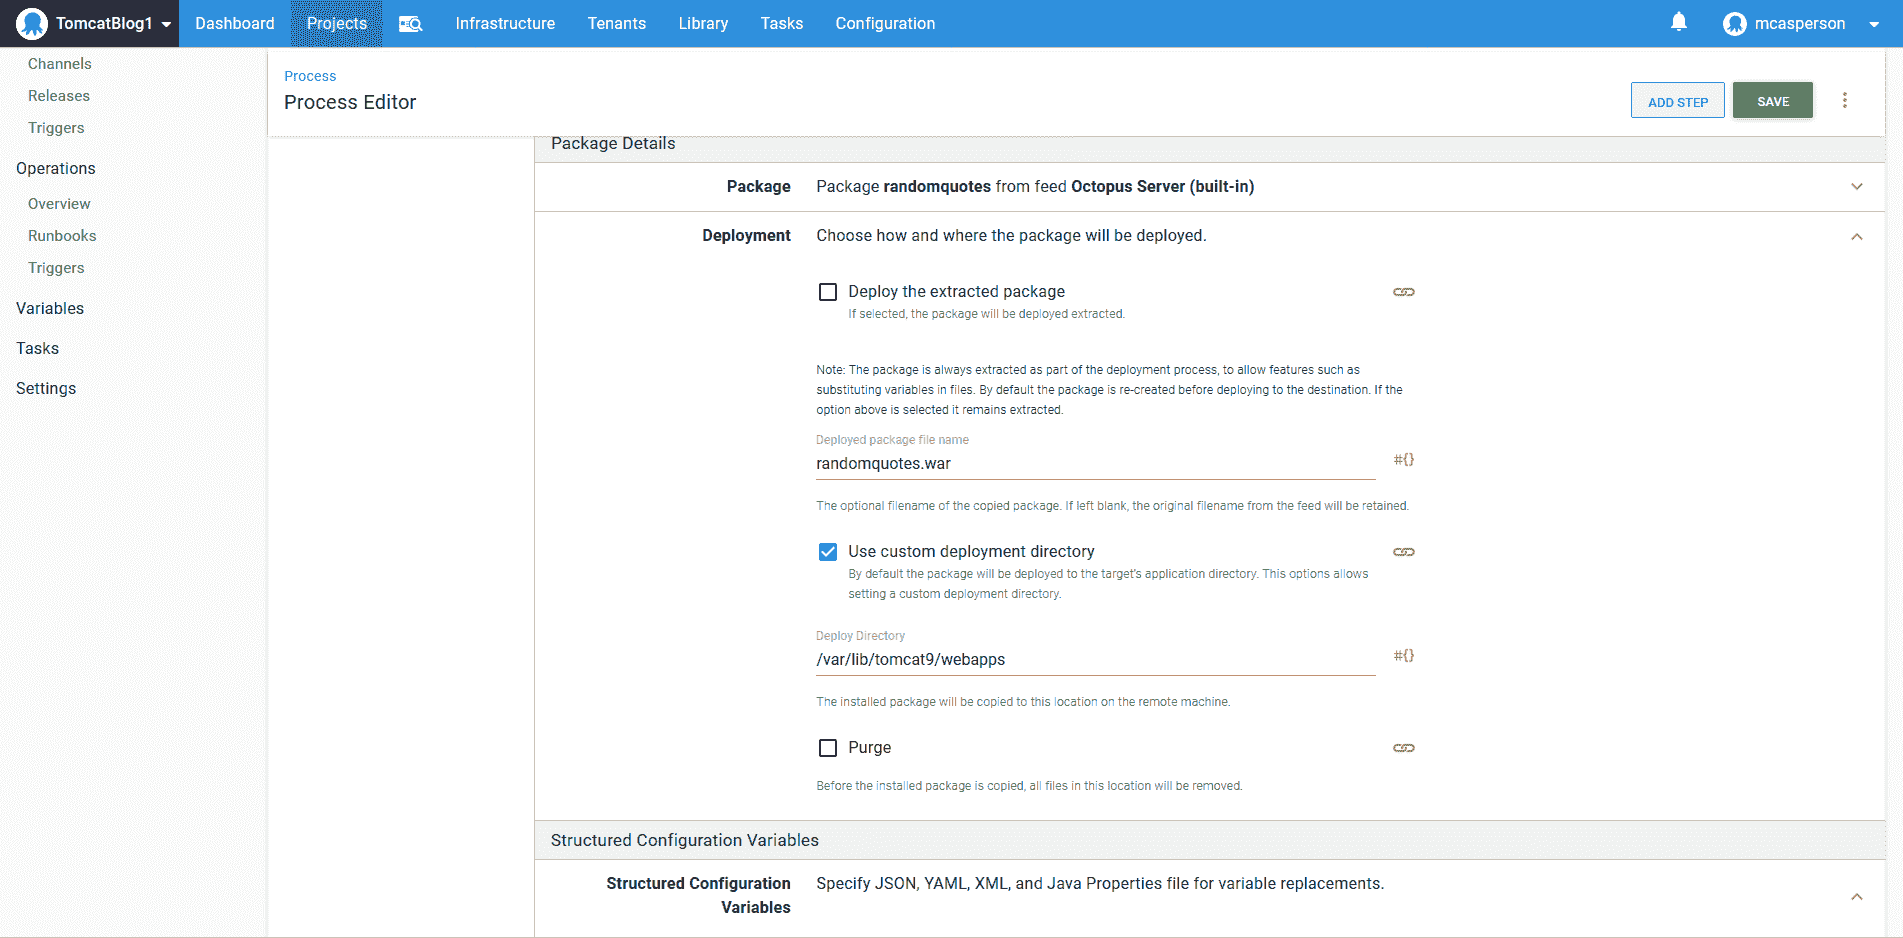 TomcatBlog1
Dashboard
Projects
Infrastructure
Tenants
Library
Tasks
Configuration
mcasperson
Channels
Releases
Triggers
Operations
Overview
Runbooks
Triggers
Variables
Tasks
Settings
Process
Process Editor
ADD STEP
SAVE
Package Details
Package
Package randomquotes from feed Octopus Server (built-in)
Deployment
Choose how and where the package will be deployed.
Deploy the extracted package
If selected, the package will be deployed extracted.
Note: The package is always extracted as part of the deployment process, to allow features such as
substituting variables in files. By default the package is re-created before deploying to the destination. If the
option above is selected it remains extracted.
Deployed package file name
randomquotes.war
#{}
The optional filename of the copied package. If left blank, the original filename from the feed will be retained.
Use custom deployment directory
By default the package will be deployed to the target's application directory. This options allows
setting a custom deployment directory.
Deploy Directory
/var/lib/tomcat9/webapps
#{}
The installed package will be copied to this location on the remote machine.
Purge
Before the installed package is copied, all files in this location will be removed.
Structured Configuration Variables
Structured Configuration
Variables
Specify JSON, YAML, XML, and Java Properties file for variable replacements.